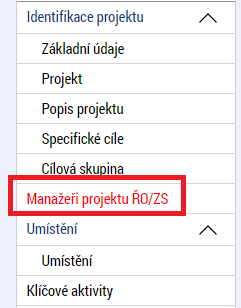 Identifikace projektu
Základní údaje
Projekt
Popis projektu
Specifické cíle
Cílová skupina
Manažeři projektu ŘO/ZS
Umístění
Umístění
Klíčové aktivity